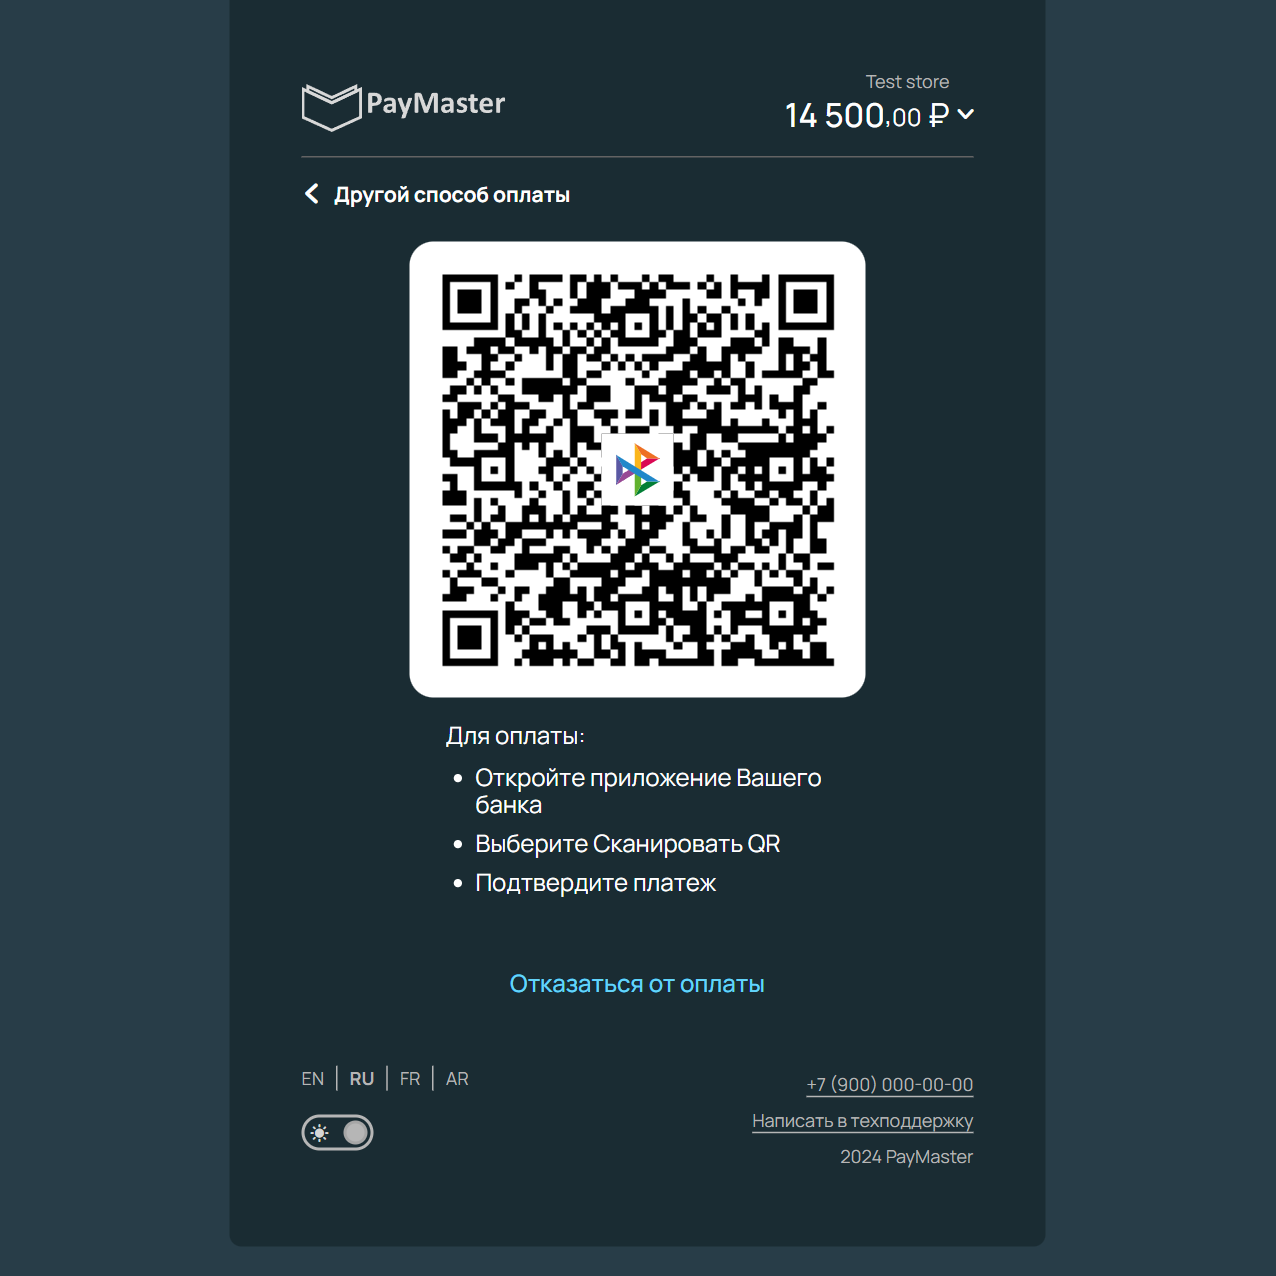 PayMaster
Test store
14 500,00 ₽
Другой способ оплаты
Для оплаты:
• Откройте приложение Вашего
банка
• Выберите Сканировать QR
• Подтвердите платеж
Отказаться от оплаты
EN | RU | FR | AR
+7 (900) 000-00-00
Написать в техподдержку
2024 PayMaster